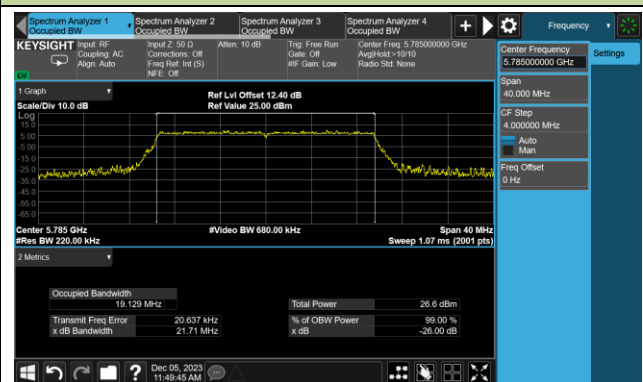 Spectrum Analyzer 1
Occupied BW
Spectrum Analyzer 2
Occupied BW
Spectrum Analyzer 3
Occupied BW
Spectrum Analyzer 4
Occupied BW
+
Frequency
KEYSIGHT
Input: RF
Coupling: AC
Align: Auto
Input Z: 50 Ω
Corrections: Off
Freq Ref: Int (S)
NFE: Off
Atten: 10 dB
Trig: Free Run
Gate: Off
#IF Gain: Low
Center Freq: 5.785000000 GHz
Avg|Hold:>10/10
Radio Std: None
Center Frequency
5.785000000 GHz
Settings
Span
40.000 MHz
CF Step
4.000000 MHz
Auto
Man
Freq Offset
0 Hz
1 Graph
Scale/Div 10.0 dB
Ref Lvl Offset 12.40 dB
Ref Value 25.00 dBm
Log
15.0
5.00
-5.00
-15.0
-25.0
-35.0
-45.0
-55.0
-65.0
Center 5.785 GHz
#Video BW 680.00 kHz
Span 40 MHz
#Res BW 220.00 kHz
Sweep 1.07 ms (2001 pts)
2 Metrics
Occupied Bandwidth
19.129 MHz
Total Power
26.6 dBm
Transmit Freq Error
20.637 kHz
% of OBW Power
99.00 %
x dB Bandwidth
21.71 MHz
x dB
-26.00 dB
?
Dec 05, 2023
11:49:45 AM